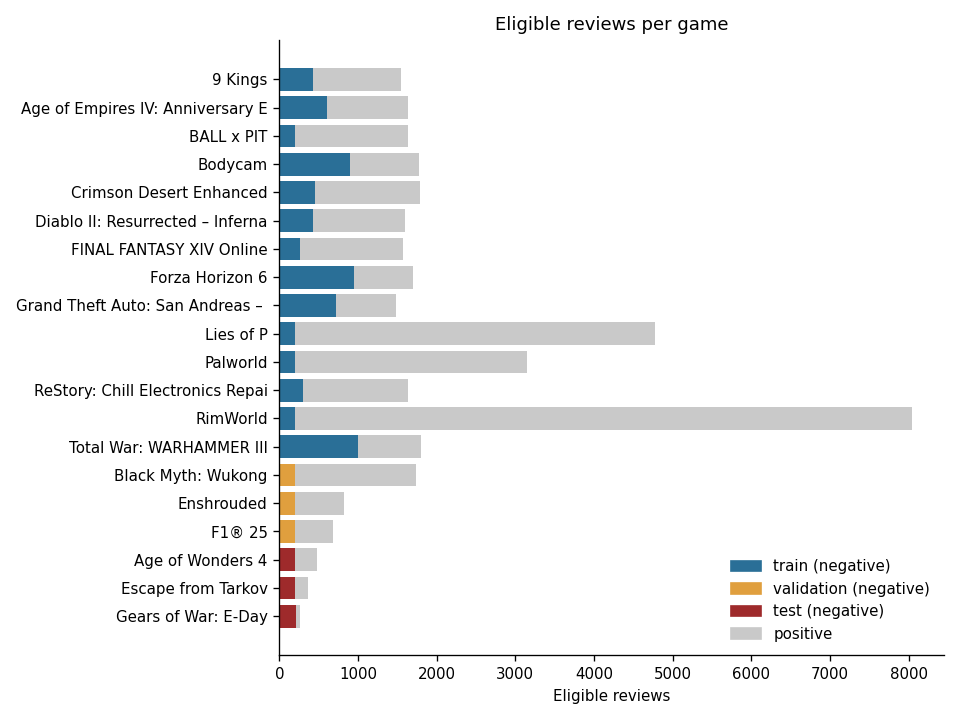 Eligible reviews per game
9 Kings
Age of Empires IV: Anniversary E
BALL x PIT
Bodycam
Crimson Desert Enhanced
Diablo II: Resurrected – Inferna
FINAL FANTASY XIV Online
Forza Horizon 6
Grand Theft Auto: San Andreas –
Lies of P
Palworld
ReStory: Chill Electronics Repai
RimWorld
Total War: WARHAMMER III
Black Myth: Wukong
Enshrouded
F1® 25
Age of Wonders 4
Escape from Tarkov
Gears of War: E-Day
train (negative)
validation (negative)
test (negative)
positive
0 1000 2000 3000 4000 5000 6000 7000 8000
Eligible reviews